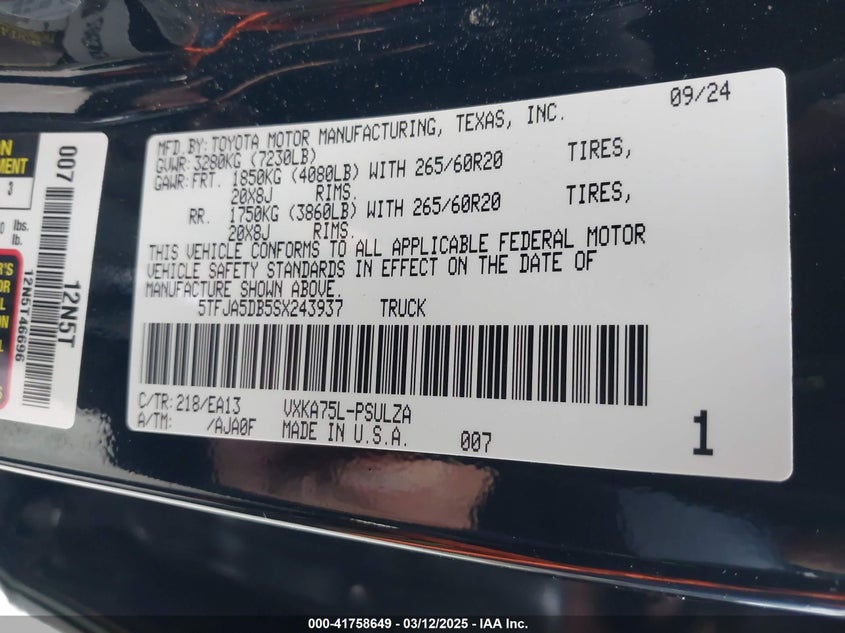 09/24
MFD. BY: TOYOTA MOTOR MANUFACTURING, TEXAS, INC.
GVWR: 3280KG (7230LB)
GAWR: FRT. 1850KG (4080LB) WITH 265/60R20 TIRES,
20X8J RIMS.
RR. 1750KG (3860LB) WITH 265/60R20 TIRES,
20X8J RIMS.
THIS VEHICLE CONFORMS TO ALL APPLICABLE FEDERAL MOTOR
VEHICLE SAFETY STANDARDS IN EFFECT ON THE DATE OF
MANUFACTURE SHOWN ABOVE.
5TFJA5DB5SX243937 TRUCK
C/TR: 218/EA13 VXKA75L-PSULZA
A/TM: /AJA0F MADE IN U.S.A. 007
1
007
12N5T
12N5T46696
3
lbs.
lb.
000-41758649 - 03/12/2025 - IAA Inc.